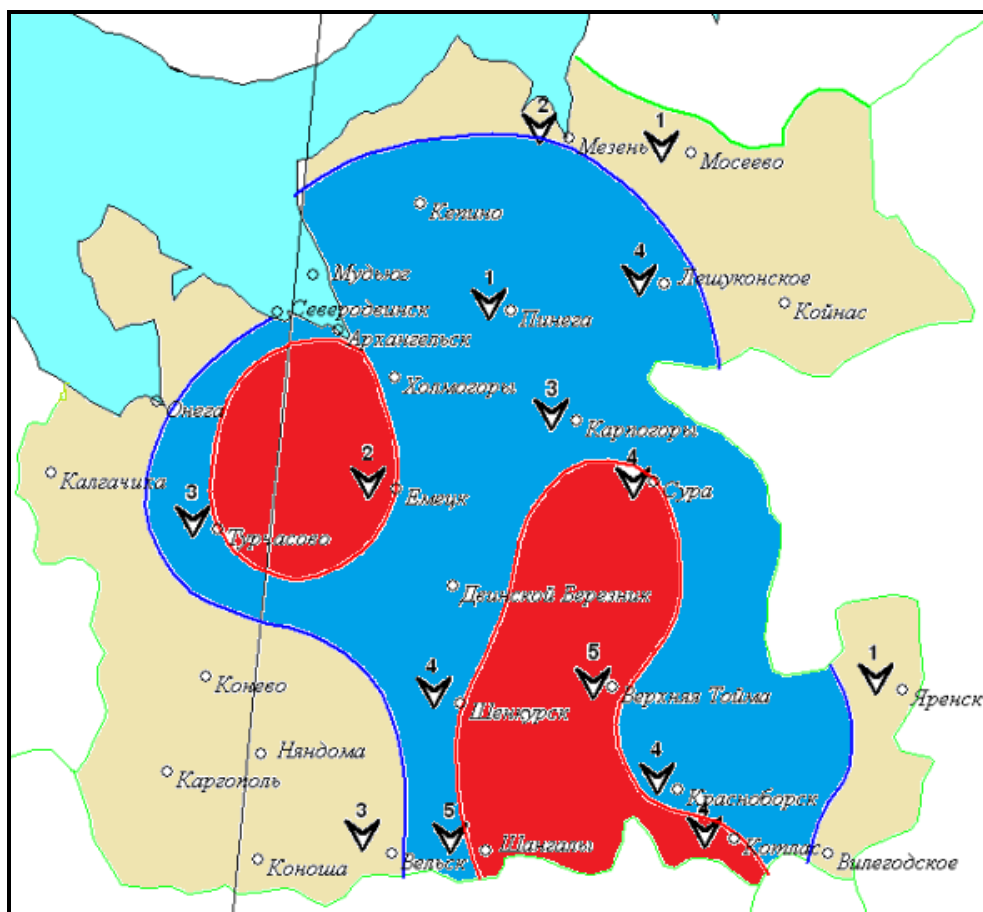 2
1
Мезень
Мосеево
Кепино
Мудьюг
4
Лешуконское
1
Койнас
Северодвинск
Пинега
Архангельск
Холмогоры
3
Онега
Карпогоры
Калгачиха
2
4
Сура
Емецк
3
Турчасово
Двинской Березник
5
1
4
Конево
Верхняя Тойма
Яренск
Шенкурск
Няндома
4
Каргополь
Красноборск
3
5
4
Котлас
Коноша
Вельск
Шангалы
Вилегодское